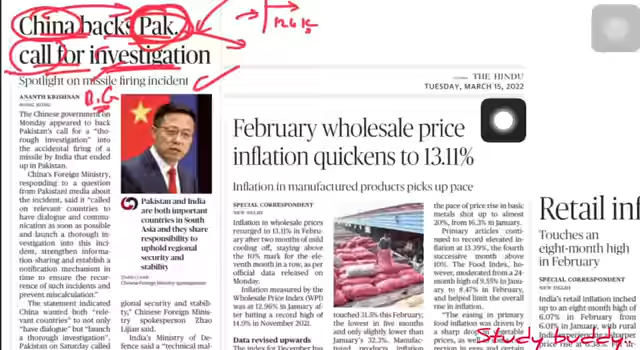 China backs Pak.
call for investigation
Spotlight on missile firing incident
ANANTH KRISHNAN
HONG KONG
The Chinese government on
Monday appeared to back
Pakistan's call for a "tho-
rough investigation" into
the accidental firing of a
missile by India that ended
up in Pakistan.
China's Foreign Ministry,
responding to a question
from Pakistani media about
the incident, said it "called
on relevant countries to
have dialogue and commu-
nication as soon as possible
and launch a thorough in-
vestigation into this inci-
dent, strengthen informa-
tion-sharing and establish a
notification mechanism in
time to ensure the recur-
rence of such incidents and
prevent miscalculation."
The statement indicated
China wanted both "rele-
vant countries" to not only
"have dialogue" but "launch
a thorough investigation".
Pakistan on Saturday called
Pakistan and India
are both important
countries in South
Asia and they share
responsibility to
uphold regional
security and
stability
Chinese Foreign Ministry spokesperson
gional security and stabili-
ty," Chinese Foreign Minis-
try spokesperson Zhao
Lijian said.
India's Ministry of De-
fence said a "technical mal-
THE HINDU
TUESDAY, MARCH 15, 2022
February wholesale price
inflation quickens to 13.11%
Inflation in manufactured products picks up pace
SPECIAL CORRESPONDENT
NEW DELHI
Inflation in wholesale prices
resurged to 13.11% in February
after two months of mild
cooling off, staying above
the 10% mark for the ele-
venth month in a row, as per
official data released on
Monday.
Inflation measured by the
Wholesale Price Index (WPI)
was at 12.96% in January af-
ter hitting a record high of
14.9% in November 2021.
Data revised upwards
The index for December has
touched 31.5% this February,
the lowest in five months
and only slightly lower than
January's 32.3%.
Manufac-
tured products inflation
the pace of price rise in basic
metals shot up to almost
20%, from 16.3% in January.
Primary articles conti-
nued to record elevated in-
flation at 13.39%, the fourth
successive month above
10%. The Food Index, ho-
wever, moderated from a 24-
month high of 9.55% in Janu-
ary to 8.47% in February,
and helped limit the overall
rise in inflation.
"The easing in primary
food inflation was driven by
a sharp dip in vegetable
prices, as well
Retail inf
Touches an
eight-month high
in February
SPECIAL CORRESPONDENT
NEW DELHI
India's retail inflation inched
up to an eight-month high of
6.07% in February from
6.01% in January, with rural
Study buddy